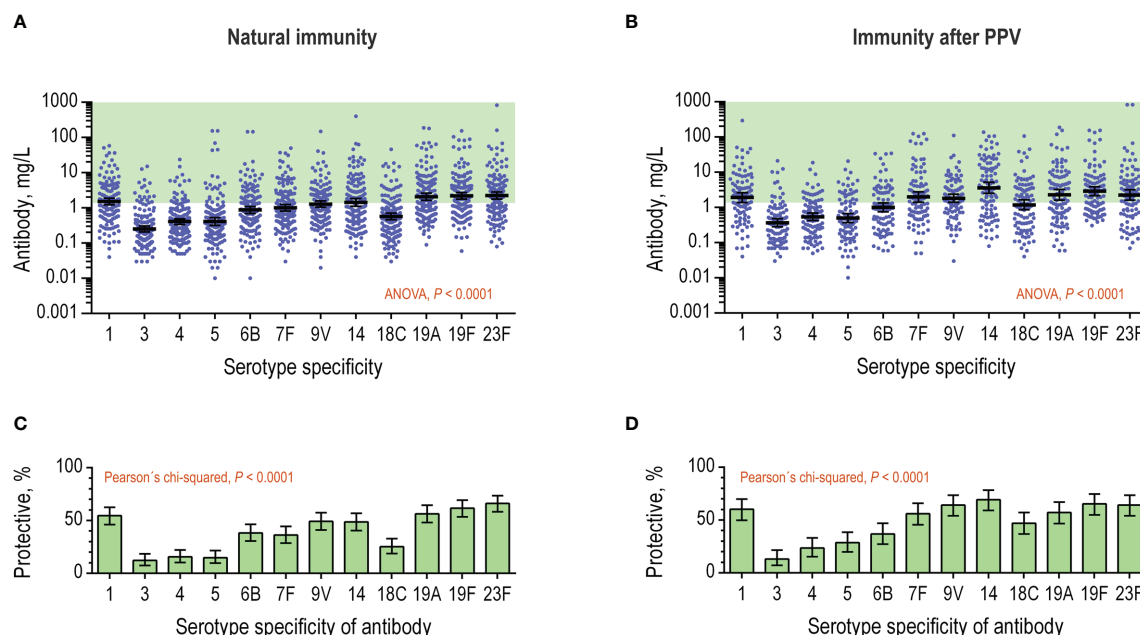 A
Natural immunity
Antibody, mg/L
1000
100
10
1
0.1
0.01
0.001
ANOVA, P < 0.0001
1 3 4 5 6B 7F 9V 14 18C 19A 19F 23F
Serotype specificity
B
Immunity after PPV
Antibody, mg/L
1000
100
10
1
0.1
0.01
0.001
ANOVA, P < 0.0001
1 3 4 5 6B 7F 9V 14 18C 19A 19F 23F
Serotype specificity
C
Protective, %
100
50
0
Pearson´s chi-squared, P < 0.0001
1 3 4 5 6B 7F 9V 14 18C 19A 19F 23F
Serotype specificity of antibody
D
Protective, %
100
50
0
Pearson´s chi-squared, P < 0.0001
1 3 4 5 6B 7F 9V 14 18C 19A 19F 23F
Serotype specificity of antibody